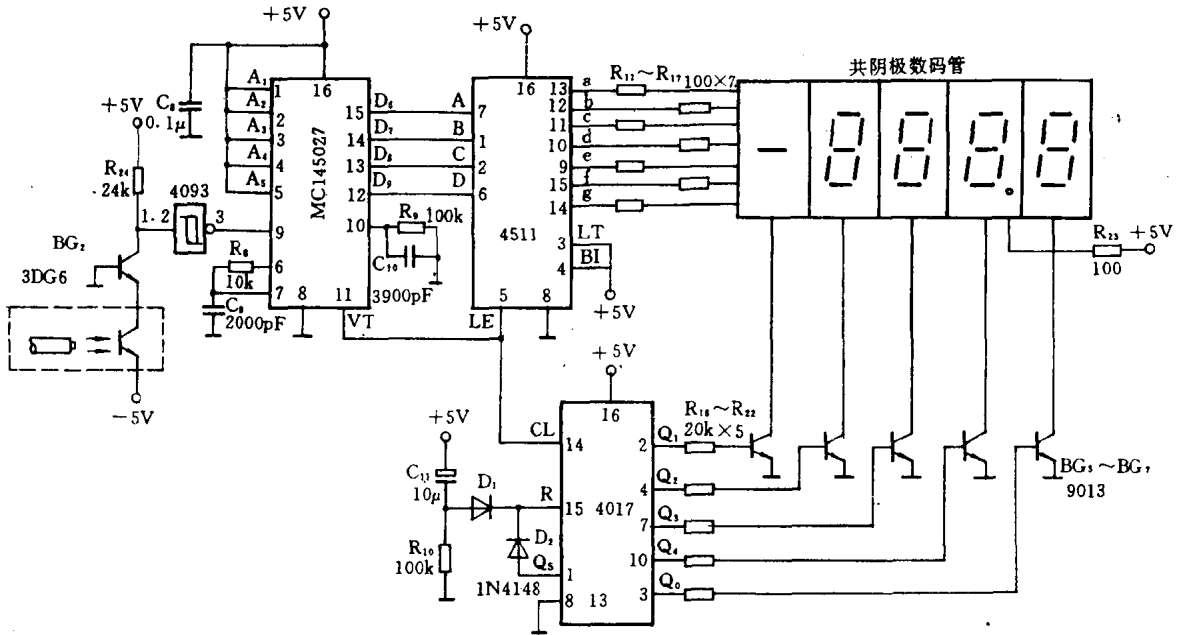 +5V
+5V
C₈
0.1μ
+5V
R₂₄
24k
4093
1.2
3
BG₂
3DG6
-5V
A₁
A₂
A₃
A₄
A₅
1
2
3
4
5
9
6
7
8
11
16
15
14
13
12
10
MC145027
D₆
D₇
D₈
D₉
A
B
C
D
R₈
10k
C₉
2000pF
R₉
100k
C₁₀
3900pF
VT
LE
7
1
2
6
5
8
16
4511
13
12
11
10
9
15
14
3
4
a
b
c
d
e
f
g
LT
BI
+5V
R₁₁～R₁₇
100×7
共阴极数码管
R₂₃
100
+5V
+5V
C₁₁
10μ
R₁₀
100k
D₁
D₂
1N4148
CL
R
Q₅
+5V
16
14
15
1
8
13
4017
2
4
7
10
3
Q₁
Q₂
Q₃
Q₄
Q₀
R₁₈～R₂₂
20k×5
BG₃～BG₇
9013